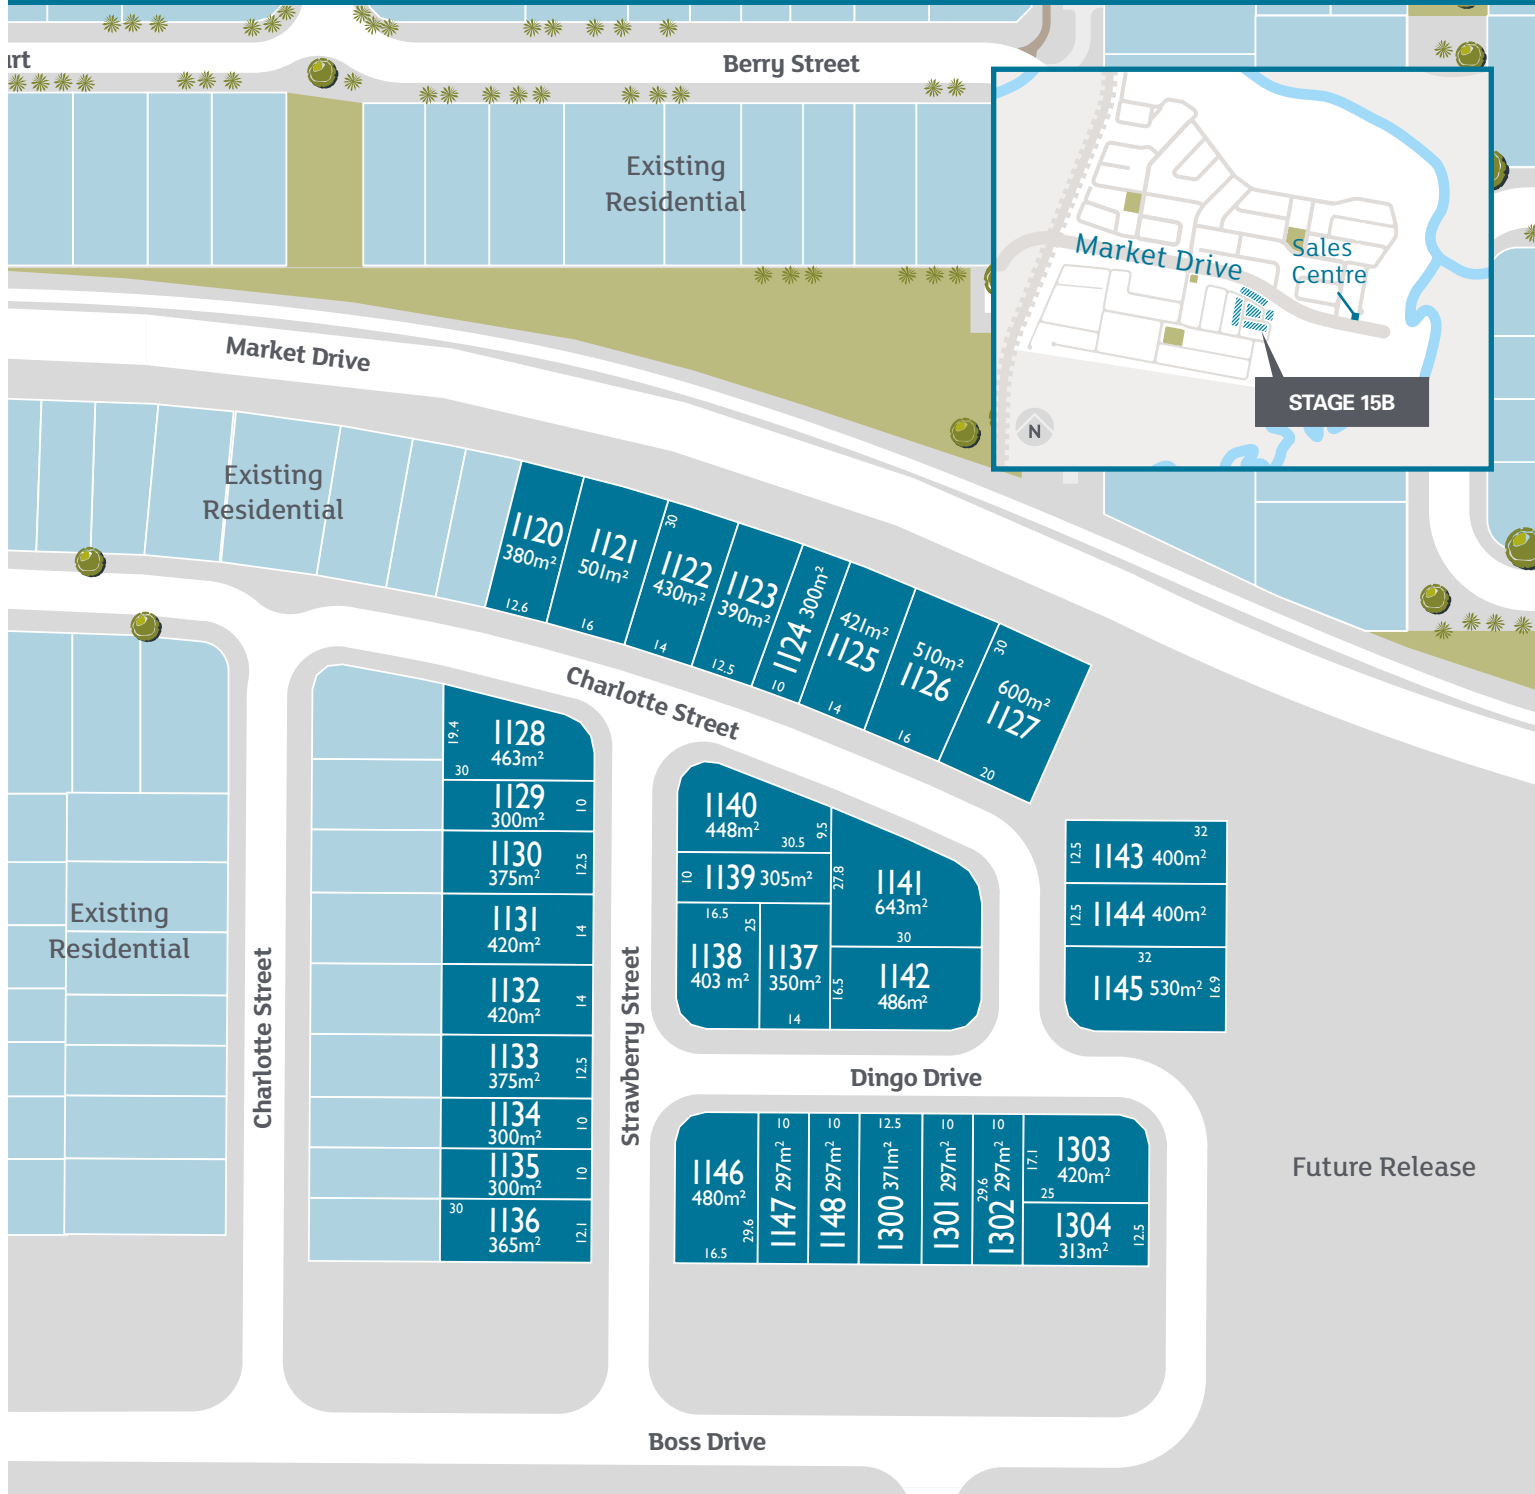 urt
Berry Street
Existing
Residential
Market Drive
Sales
Centre
STAGE 15B
N
Market Drive
Existing
Residential
1120
380m²
12.6
1121
501m²
16
30
1122
430m²
14
1123
390m²
12.5
1124 300m²
10
421m²
1125
14
510m²
1126
16
30
600m²
1127
20
Charlotte Street
19.4
1128
463m²
30
1129
300m²
10
1130
375m²
12.5
1131
420m²
14
1132
420m²
14
1133
375m²
12.5
1134
300m²
10
1135
300m²
10
30
1136
365m²
12.1
1140
448m²
30.5
9.5
10
1139 305m²
27.8
1141
643m²
30
16.5
25
1138
403 m²
1137
350m²
14
16.5
1142
486m²
32
12.5
1143 400m²
12.5
1144 400m²
32
1145 530m²
16.9
Existing
Residential
Charlotte Street
Strawberry Street
Dingo Drive
1146
480m²
29.6
16.5
10
1147 297m²
10
1148 297m²
12.5
1300 371m²
10
1301 297m²
10
29.6
1302 297m²
17.1
1303
420m²
25
1304
313m²
12.5
Future Release
Boss Drive